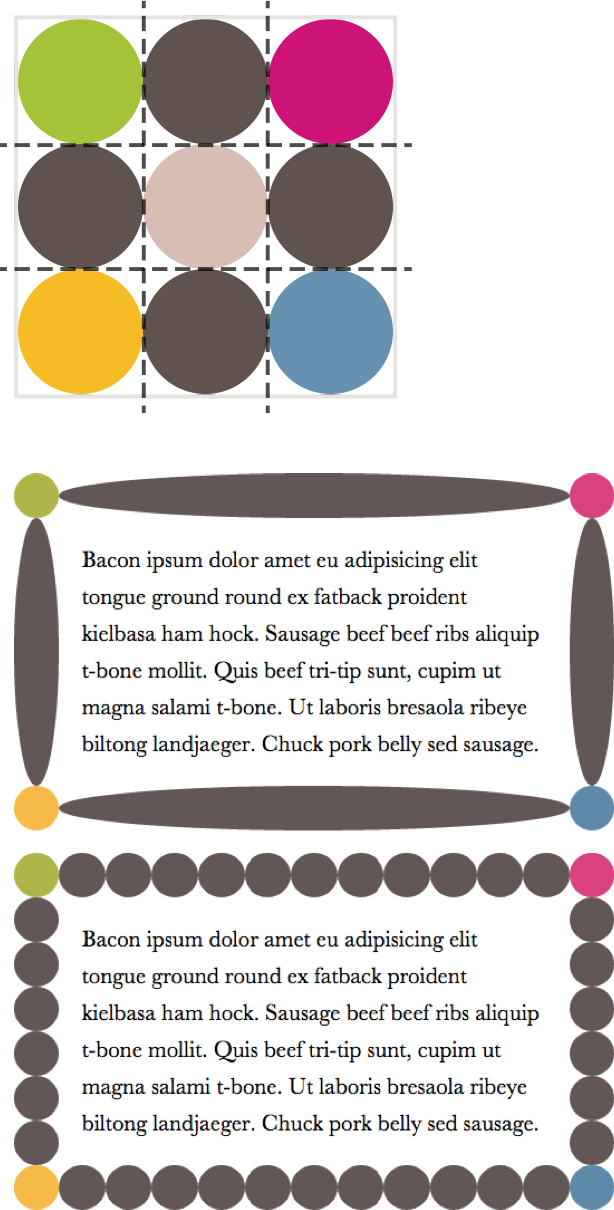 Bacon ipsum dolor amet eu adipisicing elit
tongue ground round ex fatback proident
kielbasa ham hock. Sausage beef beef ribs aliquip
t-bone mollit. Quis beef tri-tip sunt, cupim ut
magna salami t-bone. Ut laboris bresaola ribeye
biltong landjaeger. Chuck pork belly sed sausage.
Bacon ipsum dolor amet eu adipisicing elit
tongue ground round ex fatback proident
kielbasa ham hock. Sausage beef beef ribs aliquip
t-bone mollit. Quis beef tri-tip sunt, cupim ut
magna salami t-bone. Ut laboris bresaola ribeye
biltong landjaeger. Chuck pork belly sed sausage.